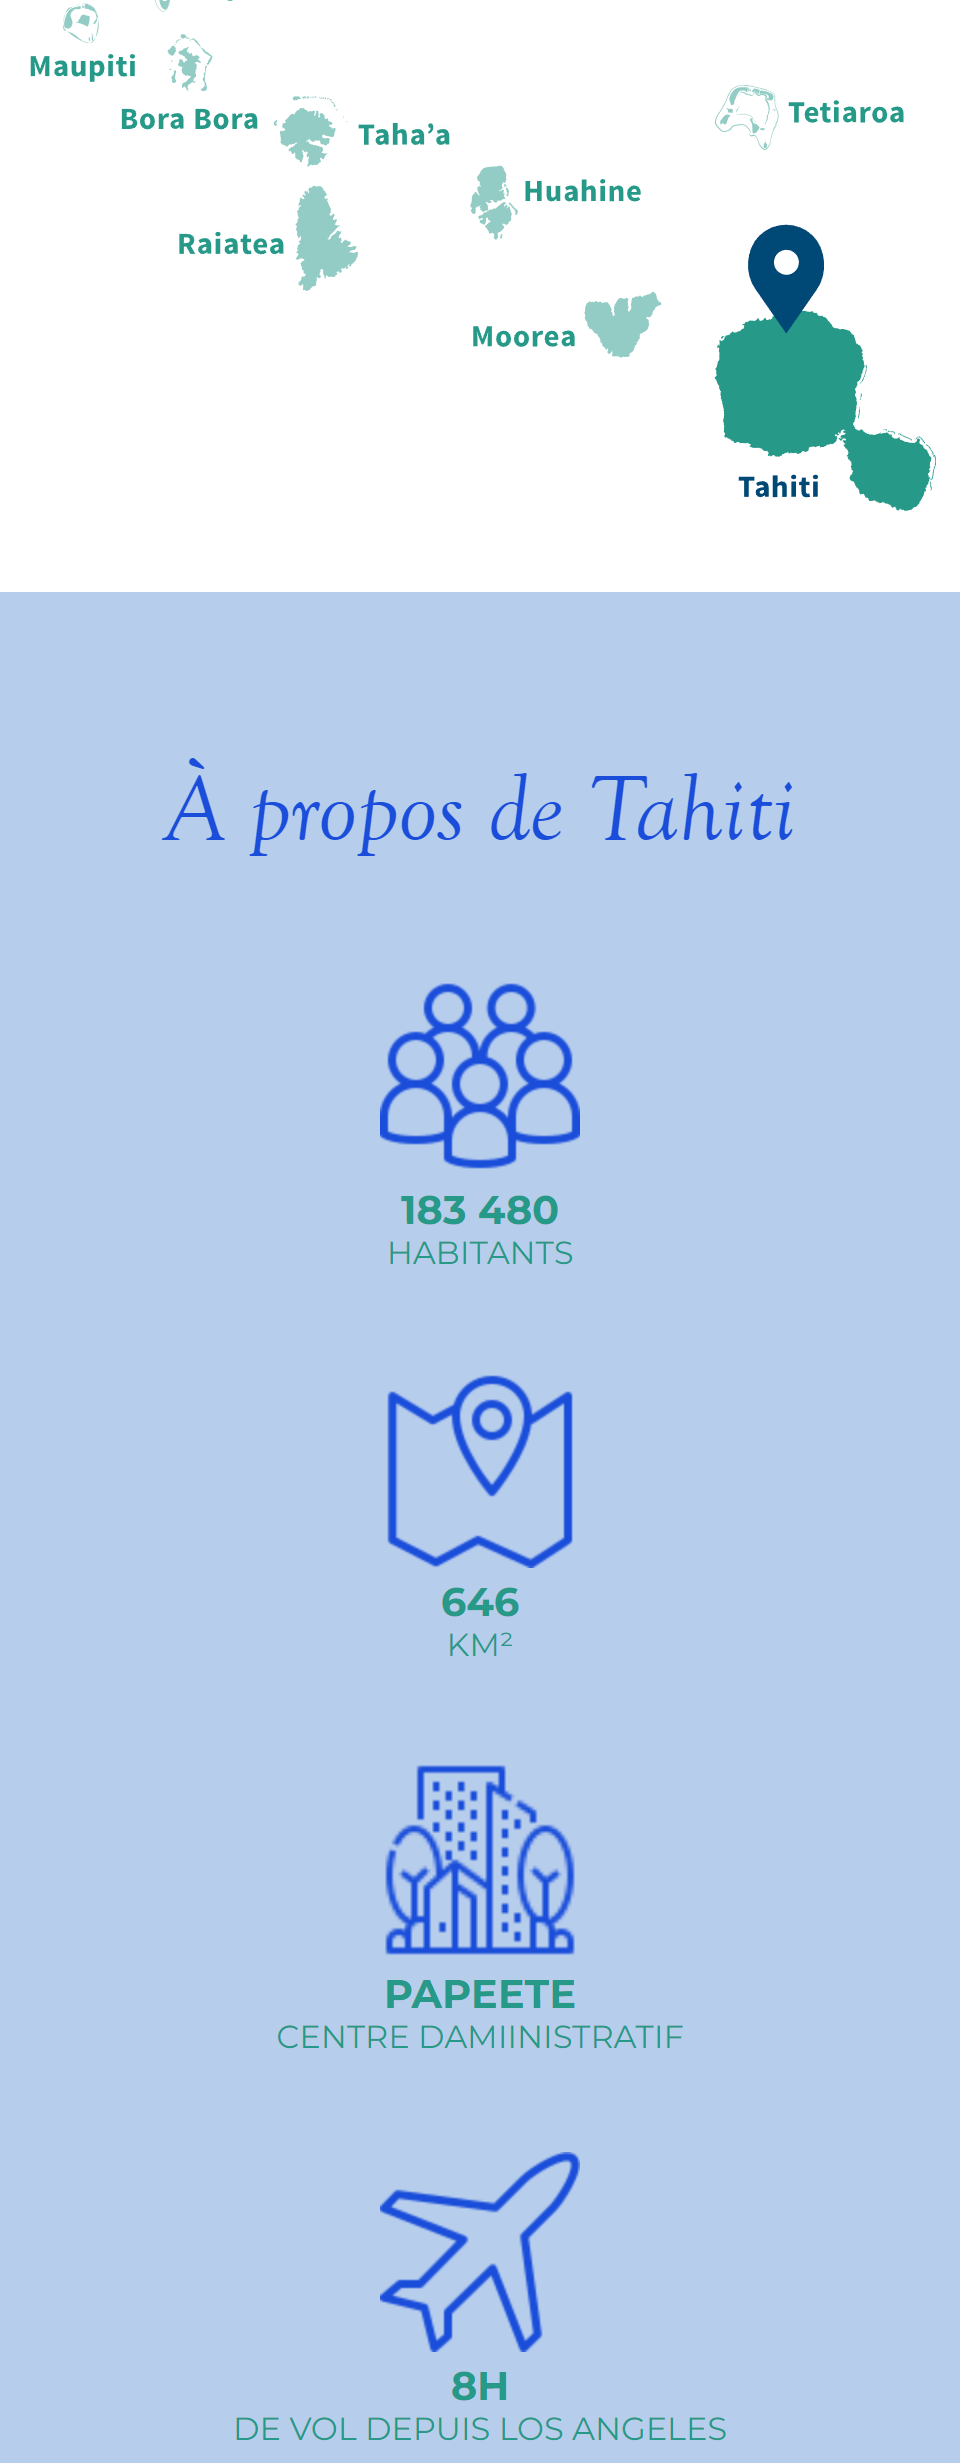 Maupiti
Bora Bora
Taha’a
Tetiaroa
Huahine
Raiatea
Moorea
Tahiti
À propos de Tahiti
183 480
HABITANTS
646
KM²
PAPEETE
CENTRE DAMIINISTRATIF
8H
DE VOL DEPUIS LOS ANGELES